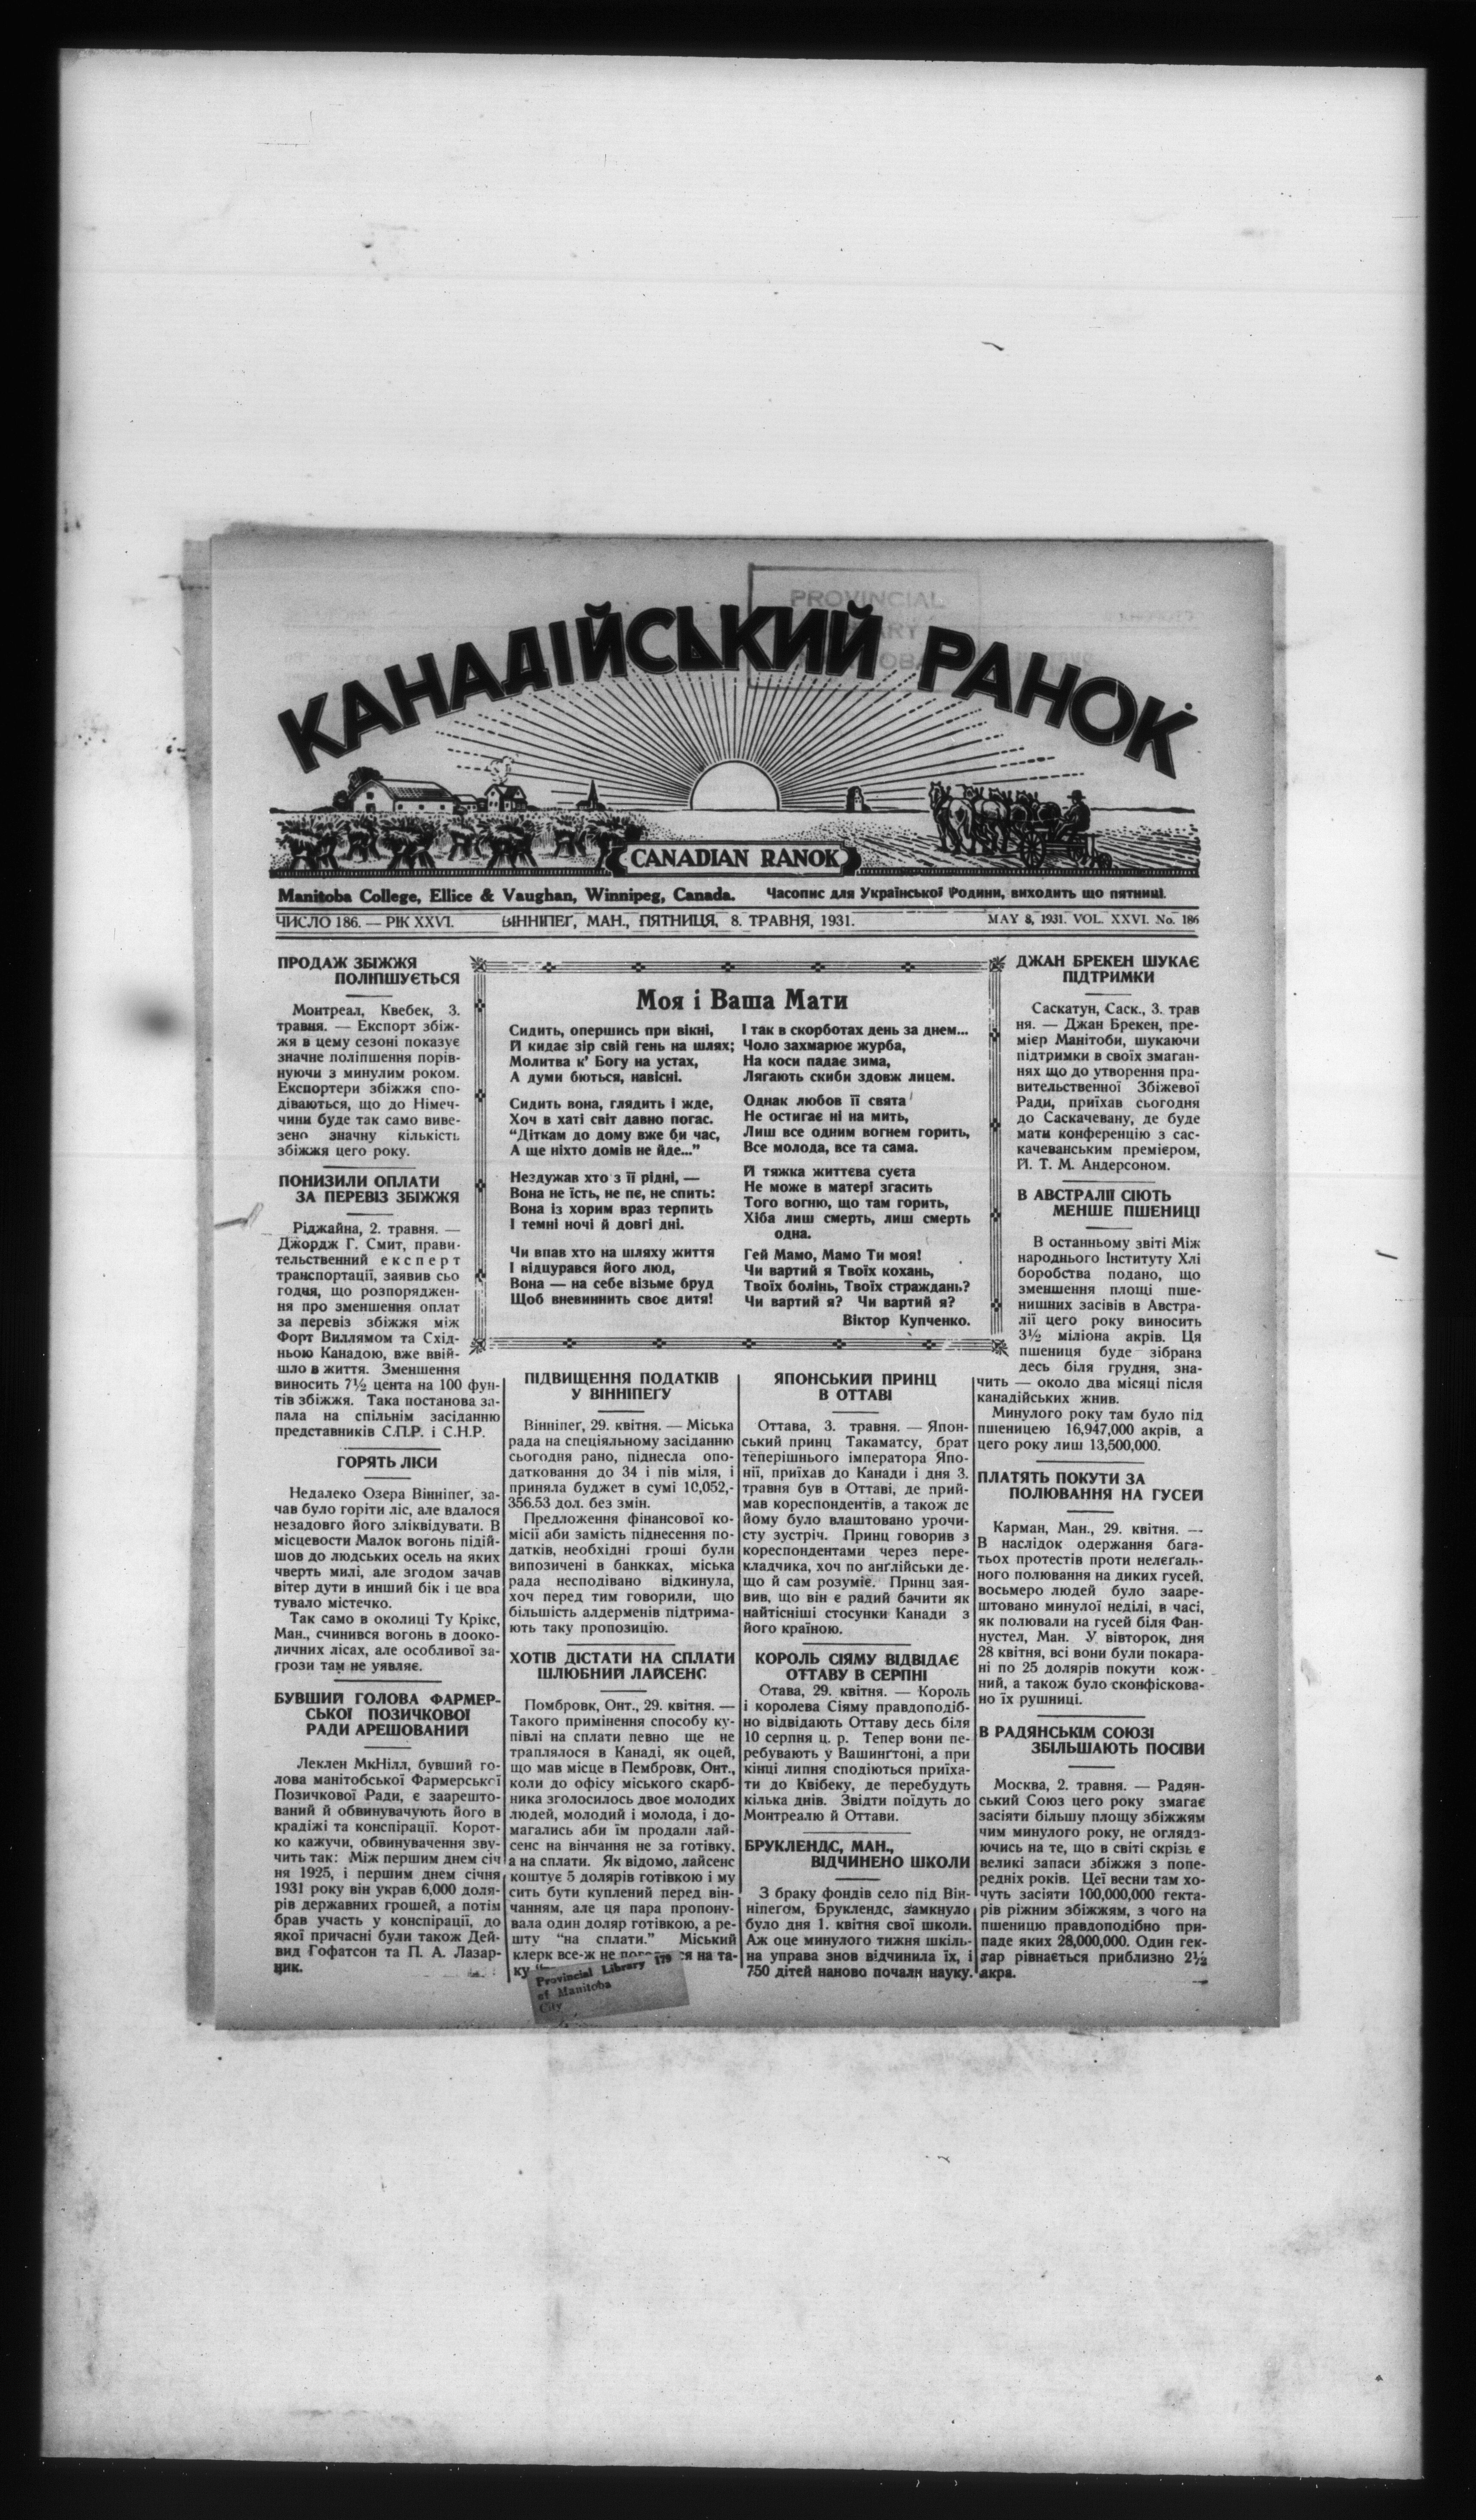 PROVINCIAL
КАНАДІЙСЬКИЙ РАНОК
CANADIAN RANOK
Manitoba College, Ellice & Vaughan, Winnipeg, Canada. Часопис для Української Родини, виходить що пятниці.
ЧИСЛО 186. — РІК XXVI. ВІННІПЕҐ, МАН., ПЯТНИЦЯ, 8. ТРАВНЯ, 1931. MAY 8, 1931. VOL. XXVI. No. 186
ПРОДАЖ ЗБІЖЖЯ
ПОЛІПШУЄТЬСЯ
Монтреал, Квебек, 3.
травня. — Експорт збіж-
жя в цему сезоні показує
значне поліпшення порів-
нуючи з минулим роком.
Експортери збіжжя спо-
діваються, що до Німеч-
чини буде так само виве-
зено значну кількість
збіжжя цего року.
ПОНИЗИЛИ ОПЛАТИ
ЗА ПЕРЕВІЗ ЗБІЖЖЯ
Ріджайна, 2. травня. —
Джордж Г. Смит, прави-
тельственний експерт
транспортації, заявив сьо
годня, що розпоряджен-
ня про зменшення оплат
за перевіз збіжжя між
Форт Виллямом та Схід-
ньою Канадою, вже ввій-
шло в життя. Зменшення
виносить 7½ цента на 100 фун-
тів збіжжя. Така постанова за-
пала на спільнім засіданню
представників С.П.Р. і С.Н.Р.
ГОРЯТЬ ЛІСИ
Недалеко Озера Вінніпеґ, за-
чав було горіти ліс, але вдалося
незадовго його зліквідувати. В
місцевости Малок вогонь підій-
шов до людських осель на яких
чверть милі, але згодом зачав
вітер дути в инший бік і це вра
тувало містечко.
Так само в околиці Ту Крікс,
Ман., счинився вогонь в дооко-
личних лісах, але особливої за-
грози там не уявляє.
БУВШИЙ ГОЛОВА ФАРМЕР-
СЬКОЇ ПОЗИЧКОВОЇ
РАДИ АРЕШОВАНИЙ
Леклен МкНілл, бувший го-
лова манітобської Фармерської
Позичкової Ради, є заарешто-
ваний й обвинувачують його в
крадіжі та конспірації. Корот-
ко кажучи, обвинувачення зву-
чить так: Між першим днем січ
ня 1925, і першим днем січня
1931 року він украв 6,000 доля-
рів державних грошей, а потім
брав участь у конспірації, до
якої причасні були також Дей-
вид Гофатсон та П. А. Лазар-
цик.
Моя і Ваша Мати
Сидить, опершись при вікні,
Й кидає зір свій гень на шлях;
Молитва к' Богу на устах,
А думи бються, навісні.
Сидить вона, глядить і жде,
Хоч в хаті світ давно погас.
“Діткам до дому вже би час,
А ще ніхто домів не йде...”
Нездужав хто з її рідні, —
Вона не їсть, не пє, не спить:
Вона із хорим враз терпить
І темні ночі й довгі дні.
Чи впав хто на шляху життя
І відцурався його люд,
Вона — на себе візьме бруд
Щоб вневиннить своє дитя!
І так в скорботах день за днем...
Чоло захмарює журба,
На коси падає зима,
Лягають скиби здовж лицем.
Однак любов її свята
Не остигає ні на мить,
Лиш все одним вогнем горить,
Все молода, все та сама.
Й тяжка життєва суєта
Не може в матері згасить
Того вогню, що там горить,
Хіба лиш смерть, лиш смерть
одна.
Гей Мамо, Мамо Ти моя!
Чи вартий я Твоїх кохань,
Твоїх болінь, Твоїх страждань?
Чи вартий я? Чи вартий я?
Віктор Купченко.
ПІДВИЩЕННЯ ПОДАТКІВ
У ВІННІПЕҐУ
Вінніпеґ, 29. квітня. — Міська
рада на спеціяльному засіданню
сьогодня рано, піднесла опо-
датковання до 34 і пів міля, і
приняла буджет в сумі 10,052,-
356.53 дол. без змін.
Предложення фінансової ко-
місії аби замість піднесення по-
датків, необхідні гроші були
випозичені в банкках, міська
рада несподівано відкинула,
хоч перед тим говорили, що
більшість алдерменів підтрима-
ють таку пропозицію.
ХОТІВ ДІСТАТИ НА СПЛАТИ
ШЛЮБНИЙ ЛАЙСЕНС
Помбровк, Онт., 29. квітня. —
Такого примінення способу ку-
півлі на сплати певно ще не
траплялося в Канаді, як оцей,
що мав місце в Пембровк, Онт.,
коли до офісу міського скарб-
ника зголосилось двоє молодих
людей, молодий і молода, і до-
магались аби їм продали лай-
сенс на вінчання не за готівку,
а на сплати. Як відомо, лайсенс
коштує 5 долярів готівкою і му
сить бути куплений перед він-
чанням, але ця пара пропону-
вала один доляр готівкою, а ре-
шту “на сплати.” Міський
клерк все-ж не на та-
ку
Provincial Library 179
of Manitoba
City
ЯПОНСЬКИЙ ПРИНЦ
В ОТТАВІ
Оттава, 3. травня. — Япон-
ський принц Такаматсу, брат
теперішнього імператора Япо-
нії, приїхав до Канади і дня 3.
травня був в Оттаві, де прий-
мав кореспондентів, а також де
йому було влаштовано урочи-
сту зустріч. Принц говорив з
кореспондентами через пере-
кладчика, хоч по англійськи де-
що й сам розуміє. Принц зая-
вив, що він є радий бачити як
найтісніші стосунки Канади з
його країною.
КОРОЛЬ СІЯМУ ВІДВІДАЄ
ОТТАВУ В СЕРПНІ
Отава, 29. квітня. — Король
і королева Сіяму правдоподіб-
но відвідають Оттаву десь біля
10 серпня ц. р. Тепер вони пе-
ребувають у Вашинґтоні, а при
кінці липня сподіються приїха-
ти до Квібеку, де перебудуть
кілька днів. Звідти поїдуть до
Монтреалю й Оттави.
БРУКЛЕНДС, МАН.,
ВІДЧИНЕНО ШКОЛИ
З браку фондів село під Він-
ніпеґом, Бруклендс, замкнуло
було дня 1. квітня свої школи.
Аж оце минулого тижня шкіль-
на управа знов відчинила їх, і
750 дітей наново почали науку.
ДЖАН БРЕКЕН ШУКАЄ
ПІДТРИМКИ
Саскатун, Саск., 3. трав
ня. — Джан Брекен, пре-
мієр Манітоби, шукаючи
підтримки в своїх змаган-
нях що до утворення пра-
вительственної Збіжевої
Ради, приїхав сьогодня
до Саскачевану, де буде
мати конференцію з сас-
качеванським премієром,
Й. Т. М. Андерсоном.
В АВСТРАЛІЇ СІЮТЬ
МЕНШЕ ПШЕНИЦІ
В останньому звіті Між
народнього Інституту Хлі
боробства подано, що
зменшення площі пше-
нишних засівів в Австра-
лії цего року виносить
3½ міліона акрів. Ця
пшениця буде зібрана
десь біля грудня, зна-
чить — около два місяці після
канадійських жнив.
Минулого року там було під
пшеницею 16,947,000 акрів, а
цего року лиш 13,500,000.
ПЛАТЯТЬ ПОКУТИ ЗА
ПОЛЮВАННЯ НА ГУСЕЙ
Карман, Ман., 29. квітня. —
В наслідок одержання бага-
тьох протестів проти нелеґаль-
ного полювання на диких гусей,
восьмеро людей було зааре-
штовано минулої неділі, в часі,
як полювали на гусей біля Фан-
нустел, Ман. У вівторок, дня
28 квітня, всі вони були покара-
ні по 25 долярів покути кож-
ний, а також було сконфіскова-
но їх рушниці.
В РАДЯНСЬКІМ СОЮЗІ
ЗБІЛЬШАЮТЬ ПОСІВИ
Москва, 2. травня. — Радян-
ський Союз цего року змагає
засіяти більшу площу збіжжям
чим минулого року, не огляда-
ючись на те, що в світі скрізь є
великі запаси збіжжя з попе-
редніх років. Цеї весни там хо-
чуть засіяти 100,000,000 гекта-
рів ріжним збіжжям, з чого на
пшеницю правдоподібно при-
паде яких 28,000,000. Один гек-
тар рівнається приблизно 2½
акра.